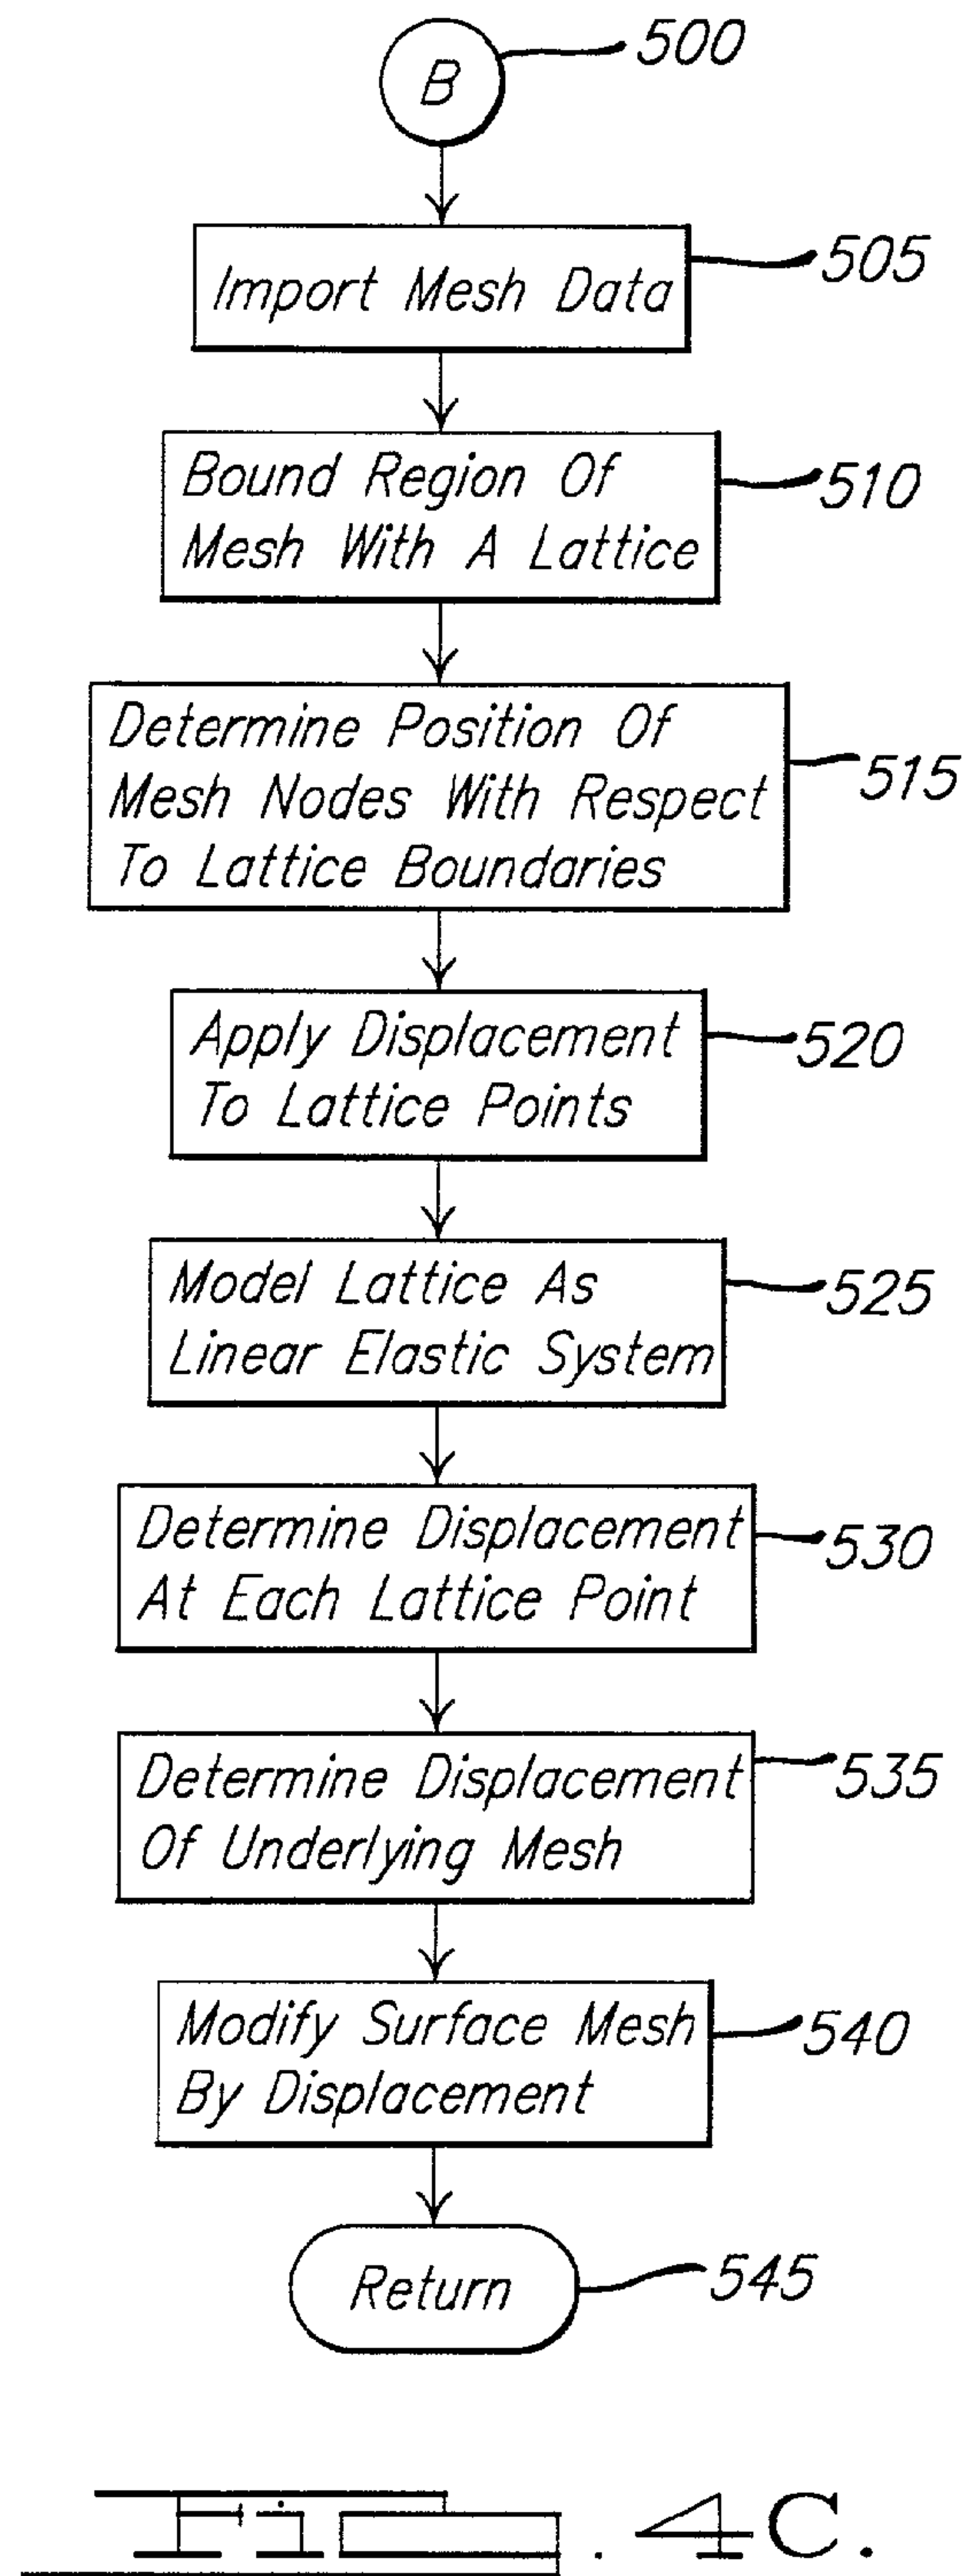 B
500
Import Mesh Data
505
Bound Region Of
Mesh With A Lattice
510
Determine Position Of
Mesh Nodes With Respect
To Lattice Boundaries
515
Apply Displacement
To Lattice Points
520
Model Lattice As
Linear Elastic System
525
Determine Displacement
At Each Lattice Point
530
Determine Displacement
Of Underlying Mesh
535
Modify Surface Mesh
By Displacement
540
Return
545
. 4C.